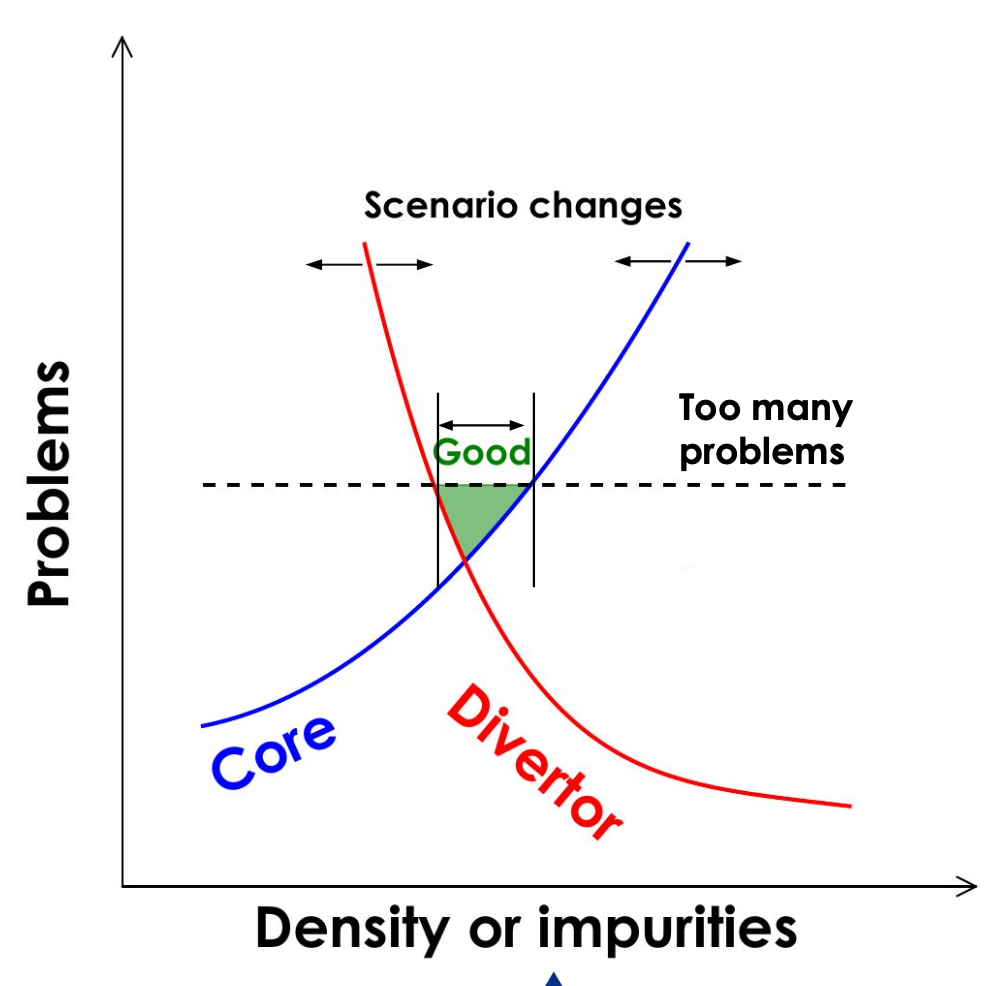 Scenario changes
Too many
problems
Good
Problems
Core
Divertor
Density or impurities